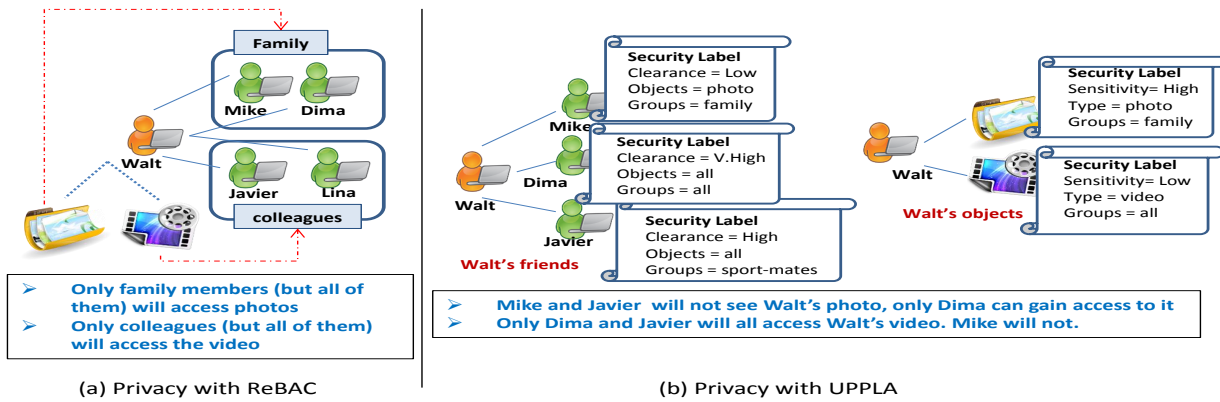 Family
Mike
Dima
Walt
Javier
Lina
colleagues
➢ Only family members (but all of
them) will access photos
➢ Only colleagues (but all of them)
will access the video
(a) Privacy with ReBAC
Security Label
Clearance = Low
Objects = photo
Groups = family
Mike
Security Label
Clearance = V.High
Objects = all
Groups = all
Dima
Walt
Security Label
Clearance = High
Objects = all
Groups = sport-mates
Javier
Walt's friends
Security Label
Sensitivity= High
Type = photo
Groups = family
Walt
Security Label
Sensitivity= Low
Type = video
Groups = all
Walt's objects
➢ Mike and Javier will not see Walt's photo, only Dima can gain access to it
➢ Only Dima and Javier will all access Walt's video. Mike will not.
(b) Privacy with UPPLA